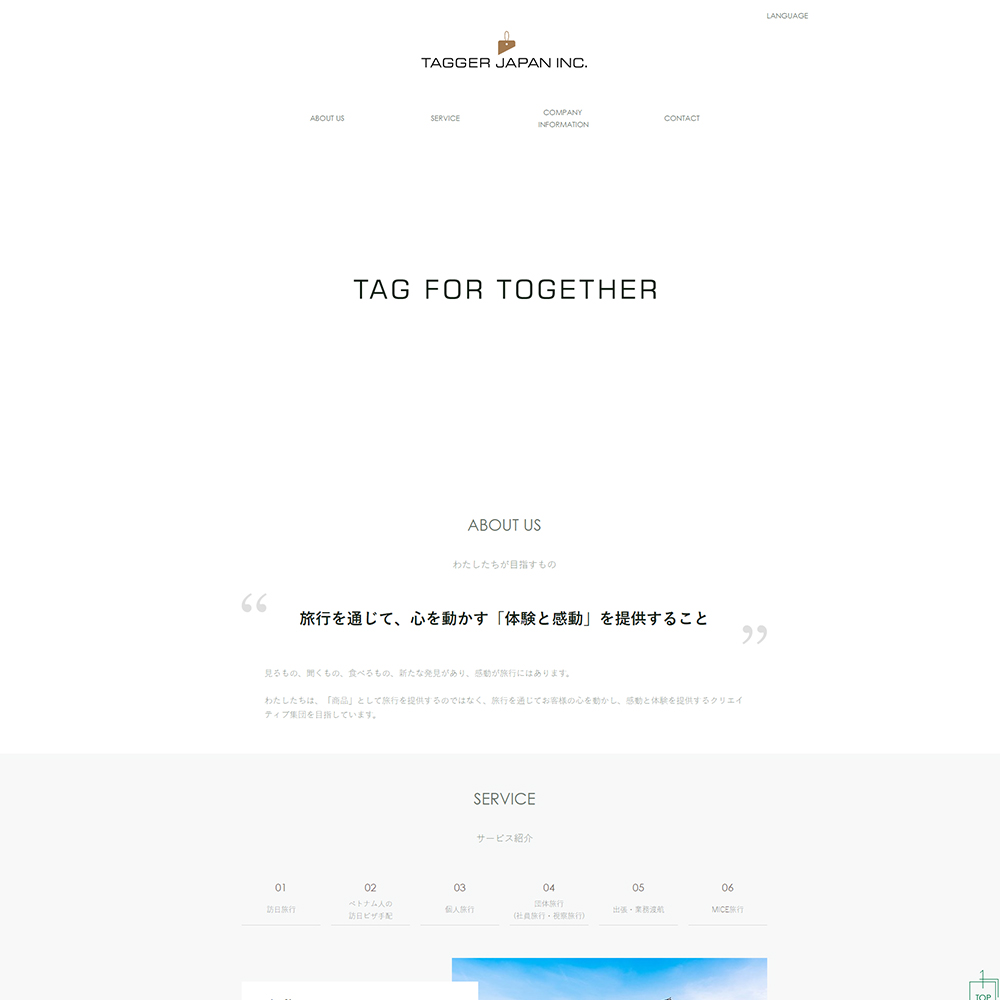 LANGUAGE
TAGGER JAPAN INC.
ABOUT US
SERVICE
COMPANY
INFORMATION
CONTACT
TAG FOR TOGETHER
ABOUT US
わたしたちが目指すもの
“
旅行を通じて、心を動かす「体験と感動」を提供すること
”
見るもの、聞くもの、食べるもの、新たな発見があり、感動が旅行にはあります。
わたしたちは、「商品」として旅行を提供するのではなく、旅行を通じてお客様の心を動かし、感動と体験を提供するクリエイ
ティブ集団を目指しています。
SERVICE
サービス紹介
01
訪日旅行
02
ベトナム人の
訪日ビザ手配
03
個人旅行
04
団体旅行
(社員旅行・視察旅行)
05
出張・業務渡航
06
MICE旅行
TOP